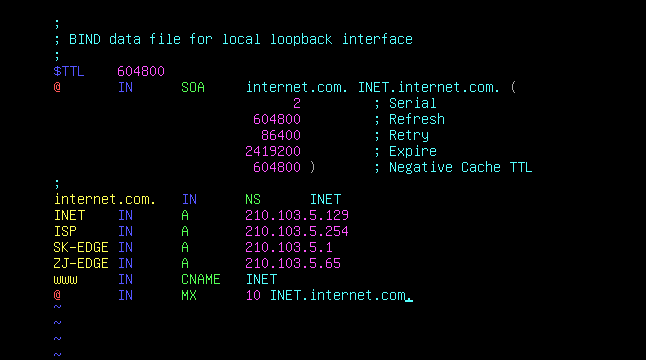 ;
; BIND data file for local loopback interface
;
$TTL 604800
@ IN SOA internet.com. INET.internet.com. (
2 ; Serial
604800 ; Refresh
86400 ; Retry
2419200 ; Expire
604800 ) ; Negative Cache TTL
;
internet.com. IN NS INET
INET IN A 210.103.5.129
ISP IN A 210.103.5.254
SK-EDGE IN A 210.103.5.1
ZJ-EDGE IN A 210.103.5.65
www IN CNAME INET
@ IN MX 10 INET.internet.com.
~
~
~
~